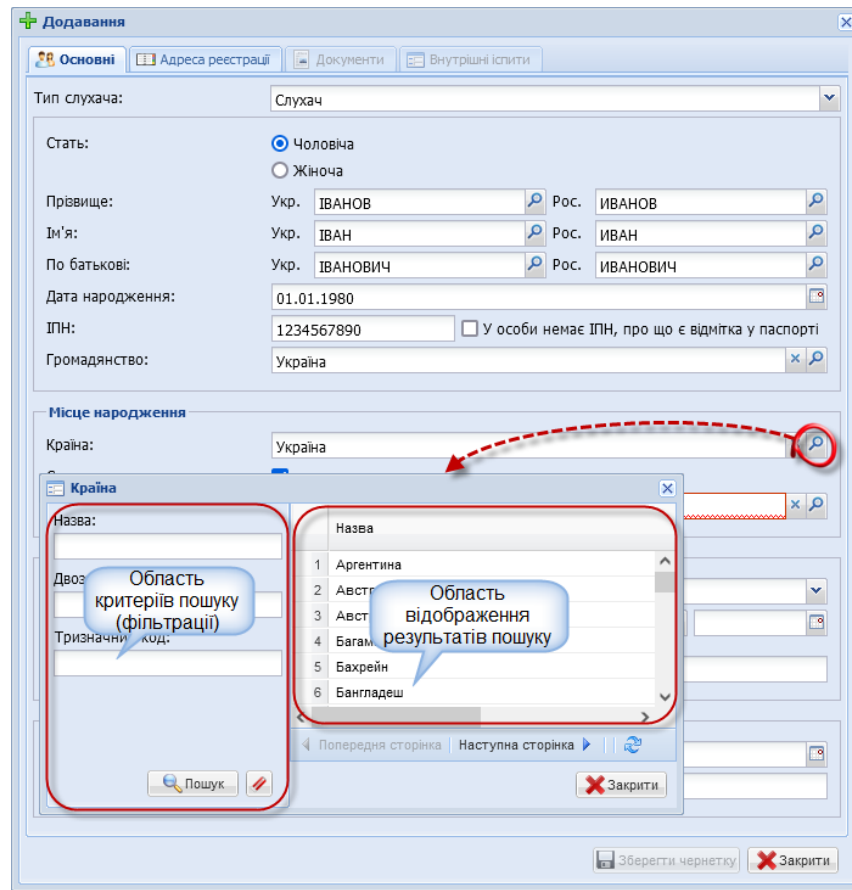 Додавання
Основні Адреса реєстрації Документи Внутрішні іспити
Тип слухача: Слухач
Стать: Чоловіча
Жіноча
Прізвище: Укр. ІВАНОВ Рос. ИВАНОВ
Ім'я: Укр. ІВАН Рос. ИВАН
По батькові: Укр. ІВАНОВИЧ Рос. ИВАНОВИЧ
Дата народження: 01.01.1980
ІПН: 1234567890 У особи немає ІПН, про що є відмітка у паспорті
Громадянство: Україна
Місце народження
Країна: Україна
Країна
Назва:
Назва
1 Аргентина
2
3
4
5 Бахрейн
6 Бангладеш
Область
критеріїв пошуку
(фільтрації)
Область
відображення
результатів пошуку
код:
Попередня сторінка Наступна сторінка
Пошук Закрити
Зберегти чернетку Закрити